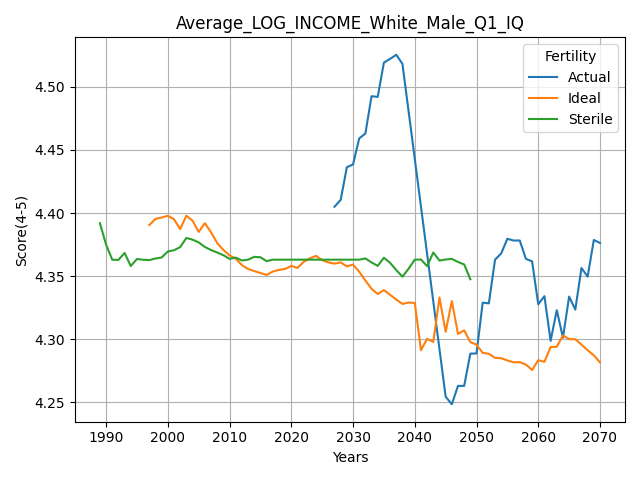 Average_LOG_INCOME_White_Male_Q1_IQ
Fertility
Actual
Ideal
Sterile
Score(4-5)
4.50
4.45
4.40
4.35
4.30
4.25
1990 2000 2010 2020 2030 2040 2050 2060 2070
Years